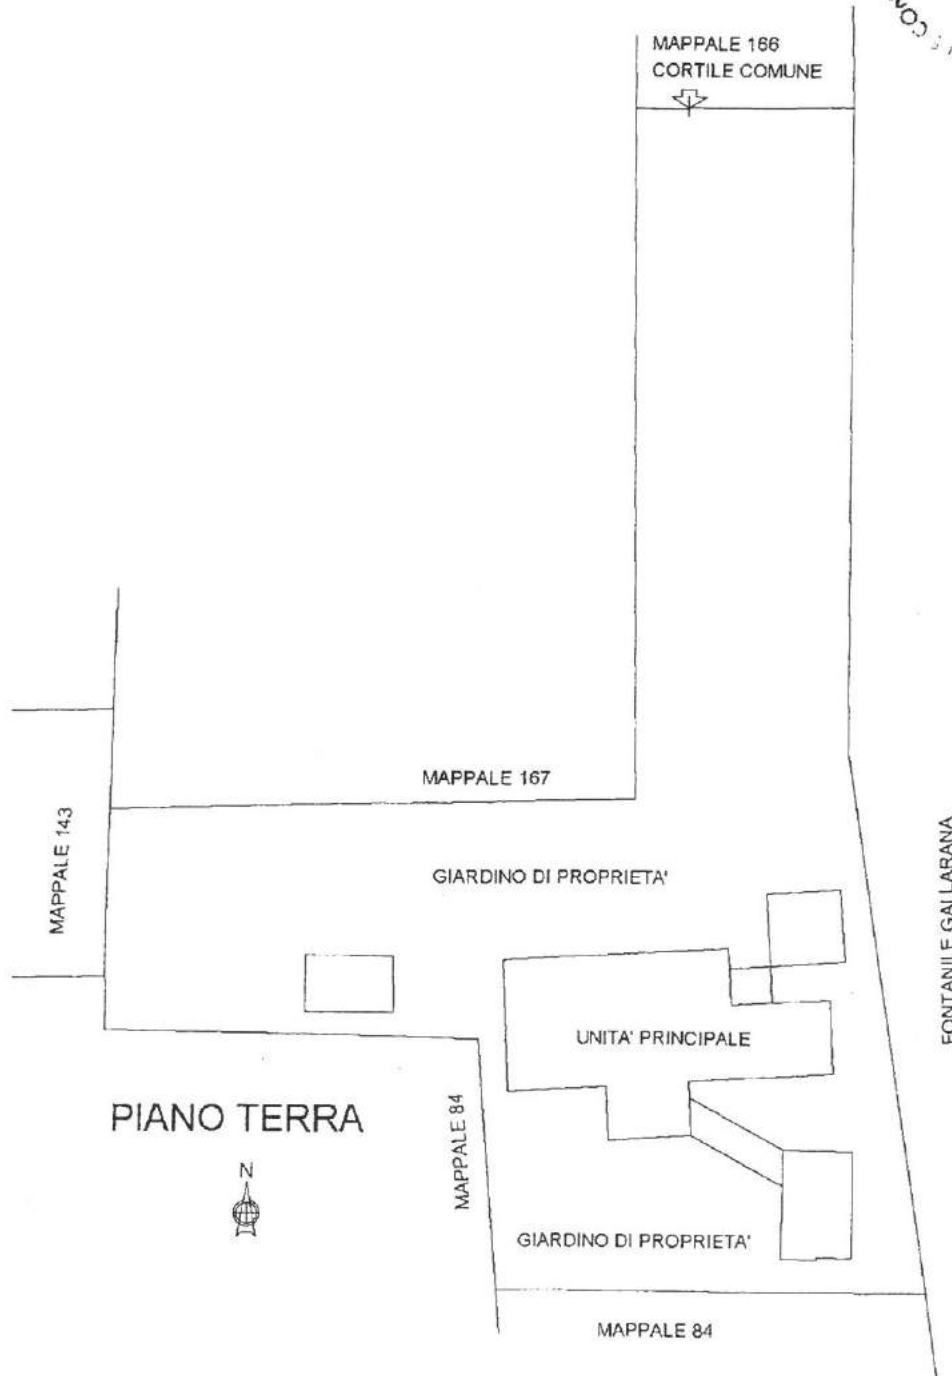 MAPPALE 166
CORTILE COMUNE
MAPPALE 167
MAPPALE 143
GIARDINO DI PROPRIETA'
FONTANILE GALLARANA
UNITA' PRINCIPALE
PIANO TERRA
MAPPALE 84
N
GIARDINO DI PROPRIETA'
MAPPALE 84